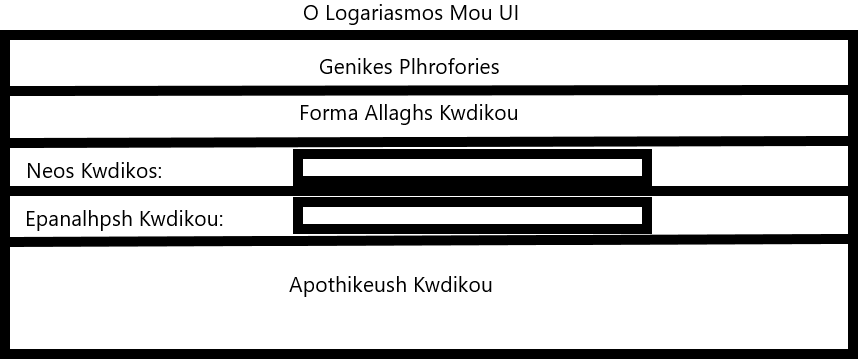 O Logariasmos Mou UI
Genikes Plhrofories
Forma Allaghs Kwdikou
Neos Kwdikos:
Epanalhpsh Kwdikou:
Apothikeush Kwdikou